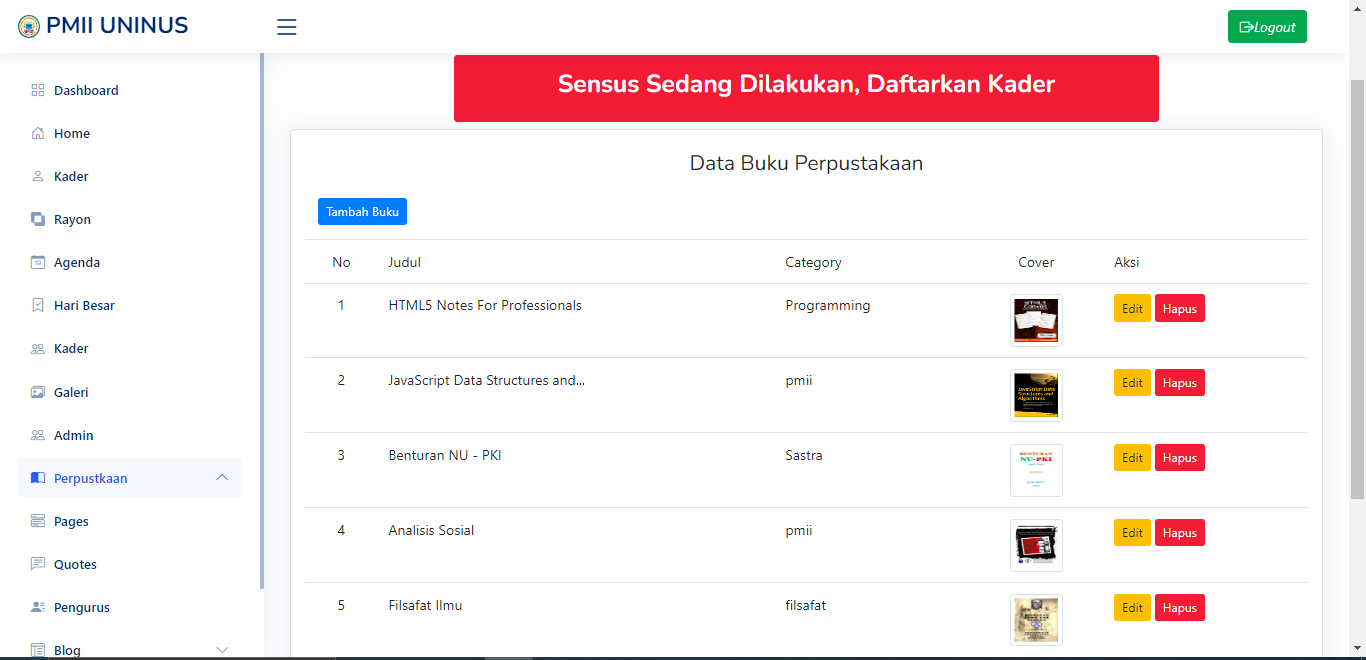 PMII UNINUS
Logout
Dashboard
Home
Kader
Rayon
Agenda
Hari Besar
Kader
Galeri
Admin
Perpustkaan
Pages
Quotes
Pengurus
Blog
Sensus Sedang Dilakukan, Daftarkan Kader
Data Buku Perpustakaan
Tambah Buku
No Judul Category Cover Aksi
1 HTML5 Notes For Professionals Programming Edit Hapus
HTML5
Canvas
2 JavaScript Data Structures and... pmii Edit Hapus
JavaScript Data
Structures and
Algorithms
3 Benturan NU - PKI Sastra Edit Hapus
BENTURAN
NU-PKI
4 Analisis Sosial pmii Edit Hapus
5 Filsafat Ilmu filsafat Edit Hapus